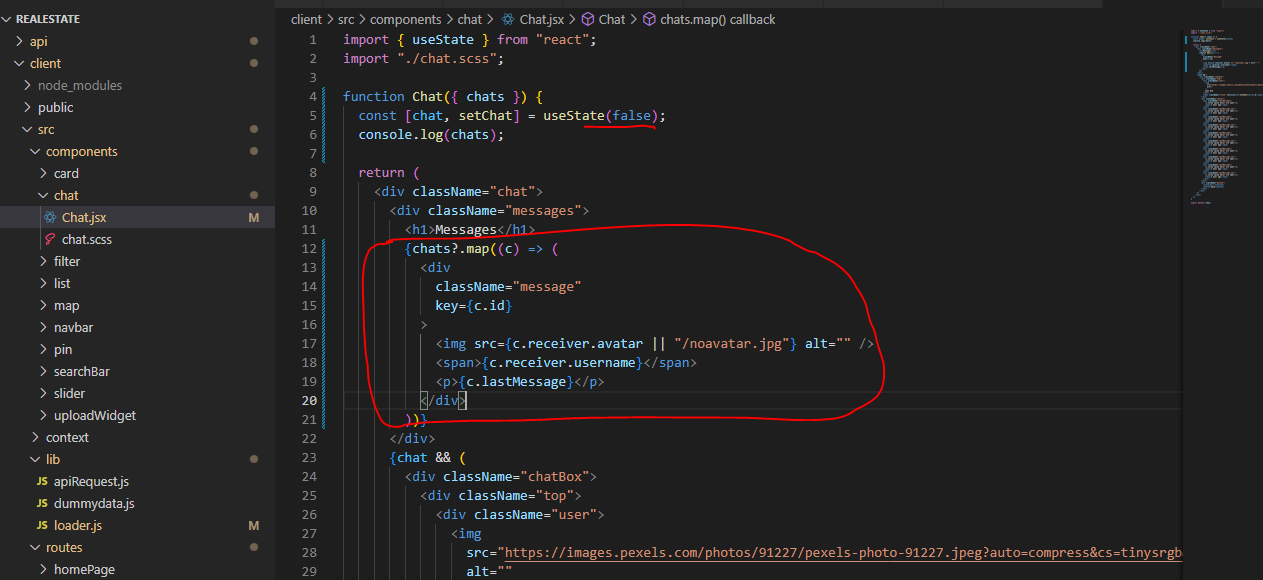 REALESTATE
api
client
node_modules
public
src
components
card
chat
Chat.jsx M
chat.scss
filter
list
map
navbar
pin
searchBar
slider
uploadWidget
context
lib
JS apiRequest.js
JS dummydata.js
JS loader.js M
routes
homePage
client > src > components > chat > Chat.jsx > Chat > chats.map() callback
1 import { useState } from "react";
2 import "./chat.scss";
3
4 function Chat({ chats }) {
5 const [chat, setChat] = useState(false);
6 console.log(chats);
7
8 return (
9 <div className="chat">
10 <div className="messages">
11 <h1>Messages</h1>
12 {chats?.map((c) => (
13 <div
14 className="message"
15 key={c.id}
16 >
17 <img src={c.receiver.avatar || "/noavatar.jpg"} alt="" />
18 <span>{c.receiver.username}</span>
19 <p>{c.lastMessage}</p>
20 </div>
21 ))}
22 </div>
23 {chat && (
24 <div className="chatBox">
25 <div className="top">
26 <div className="user">
27 <img
28 src="https://images.pexels.com/photos/91227/pexels-photo-91227.jpeg?auto=compress&cs=tinysrgb
29 alt=""